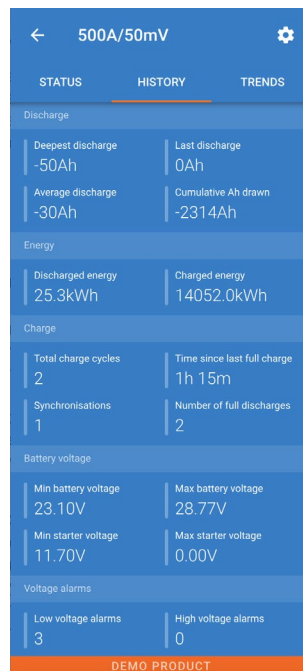 500A/50mV
STATUS HISTORY TRENDS
Discharge
Deepest discharge Last discharge
-50Ah 0Ah
Average discharge Cumulative Ah drawn
-30Ah -2314Ah
Energy
Discharged energy Charged energy
25.3kWh 14052.0kWh
Charge
Total charge cycles Time since last full charge
2 1h 15m
Synchronisations Number of full discharges
1 2
Battery voltage
Min battery voltage Max battery voltage
23.10V 28.77V
Min starter voltage Max starter voltage
11.70V 0.00V
Voltage alarms
Low voltage alarms High voltage alarms
3 0
DEMO PRODUCT